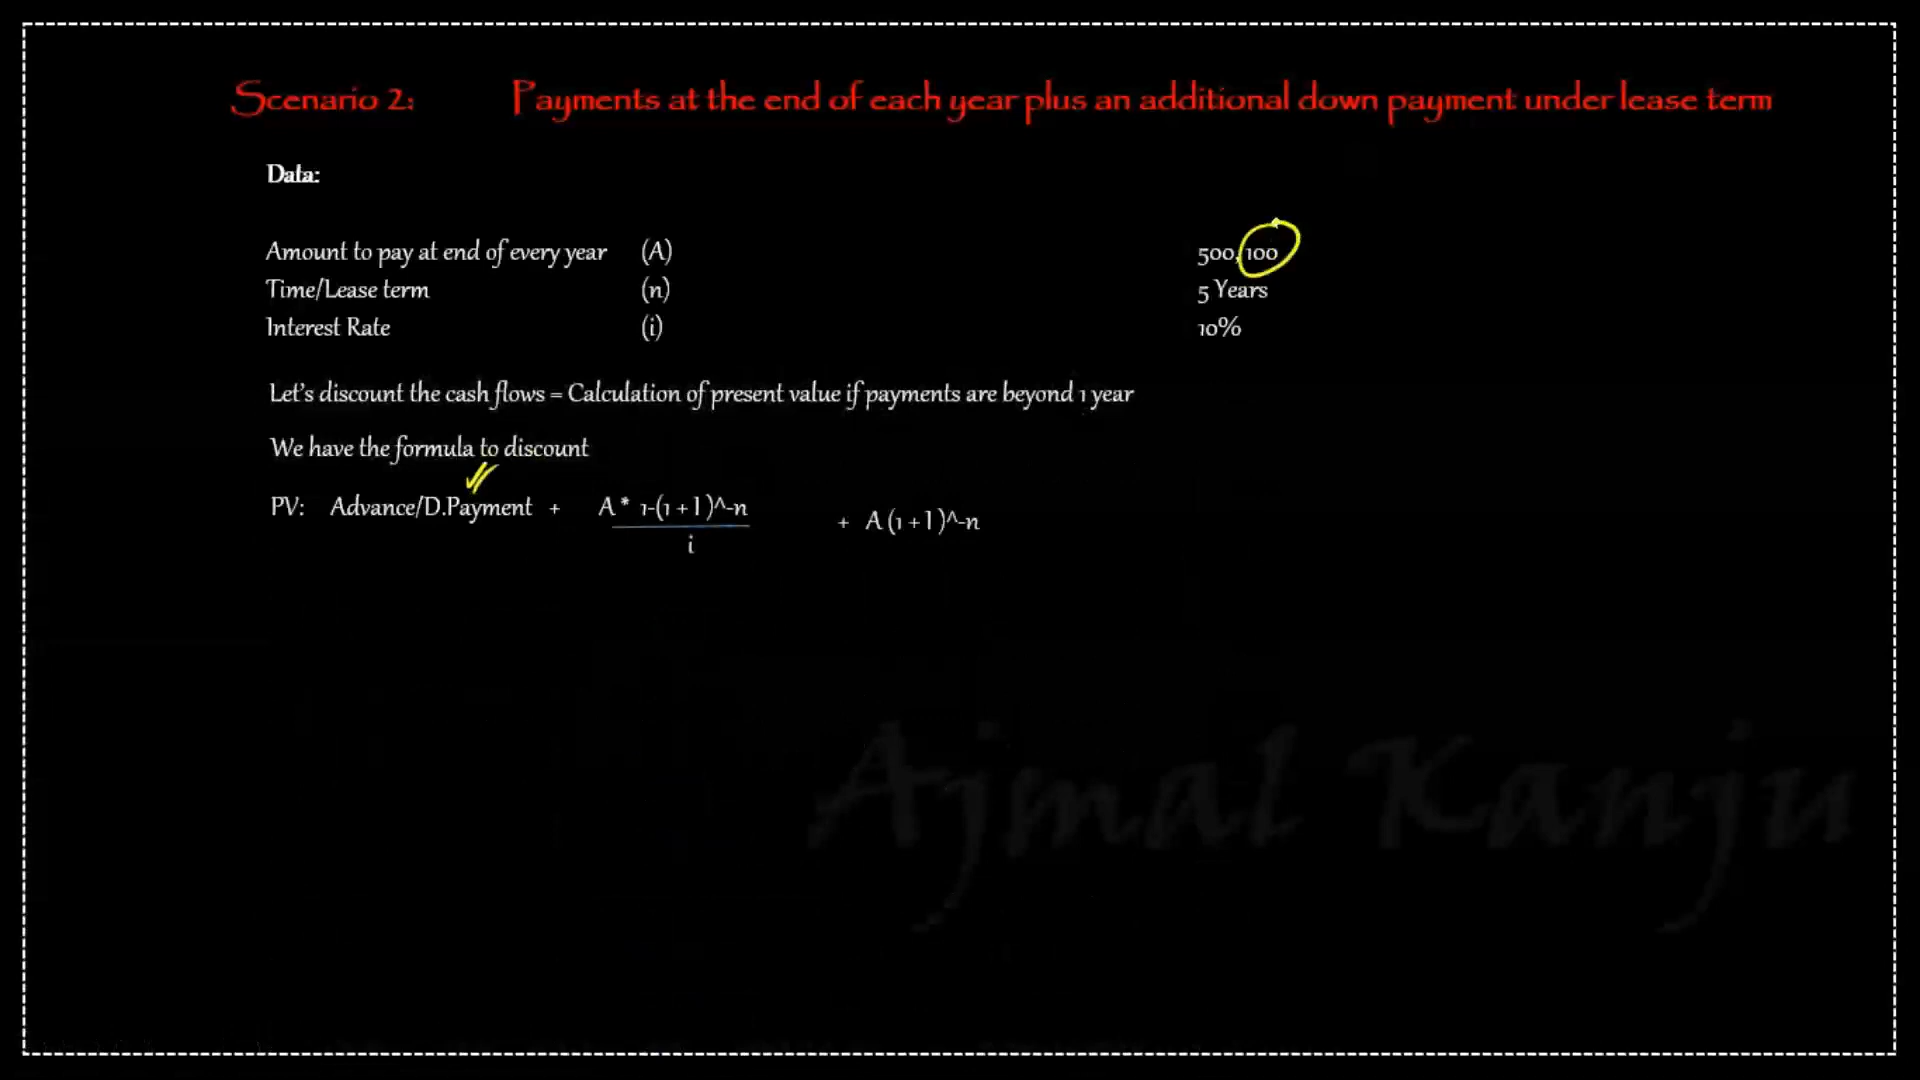 Scenario 2: Payments at the end of each year plus an additional down payment under lease term
Data:
Amount to pay at end of every year (A) 500, 100
Time/Lease term (n) 5 Years
Interest Rate (i) 10%
Let's discount the cash flows = Calculation of present value if payments are beyond 1 year
We have the formula to discount
PV: Advance/D.Payment + A * 1-(1+1)^-n + A (1+1)^-n
i
Ajmal Kanju